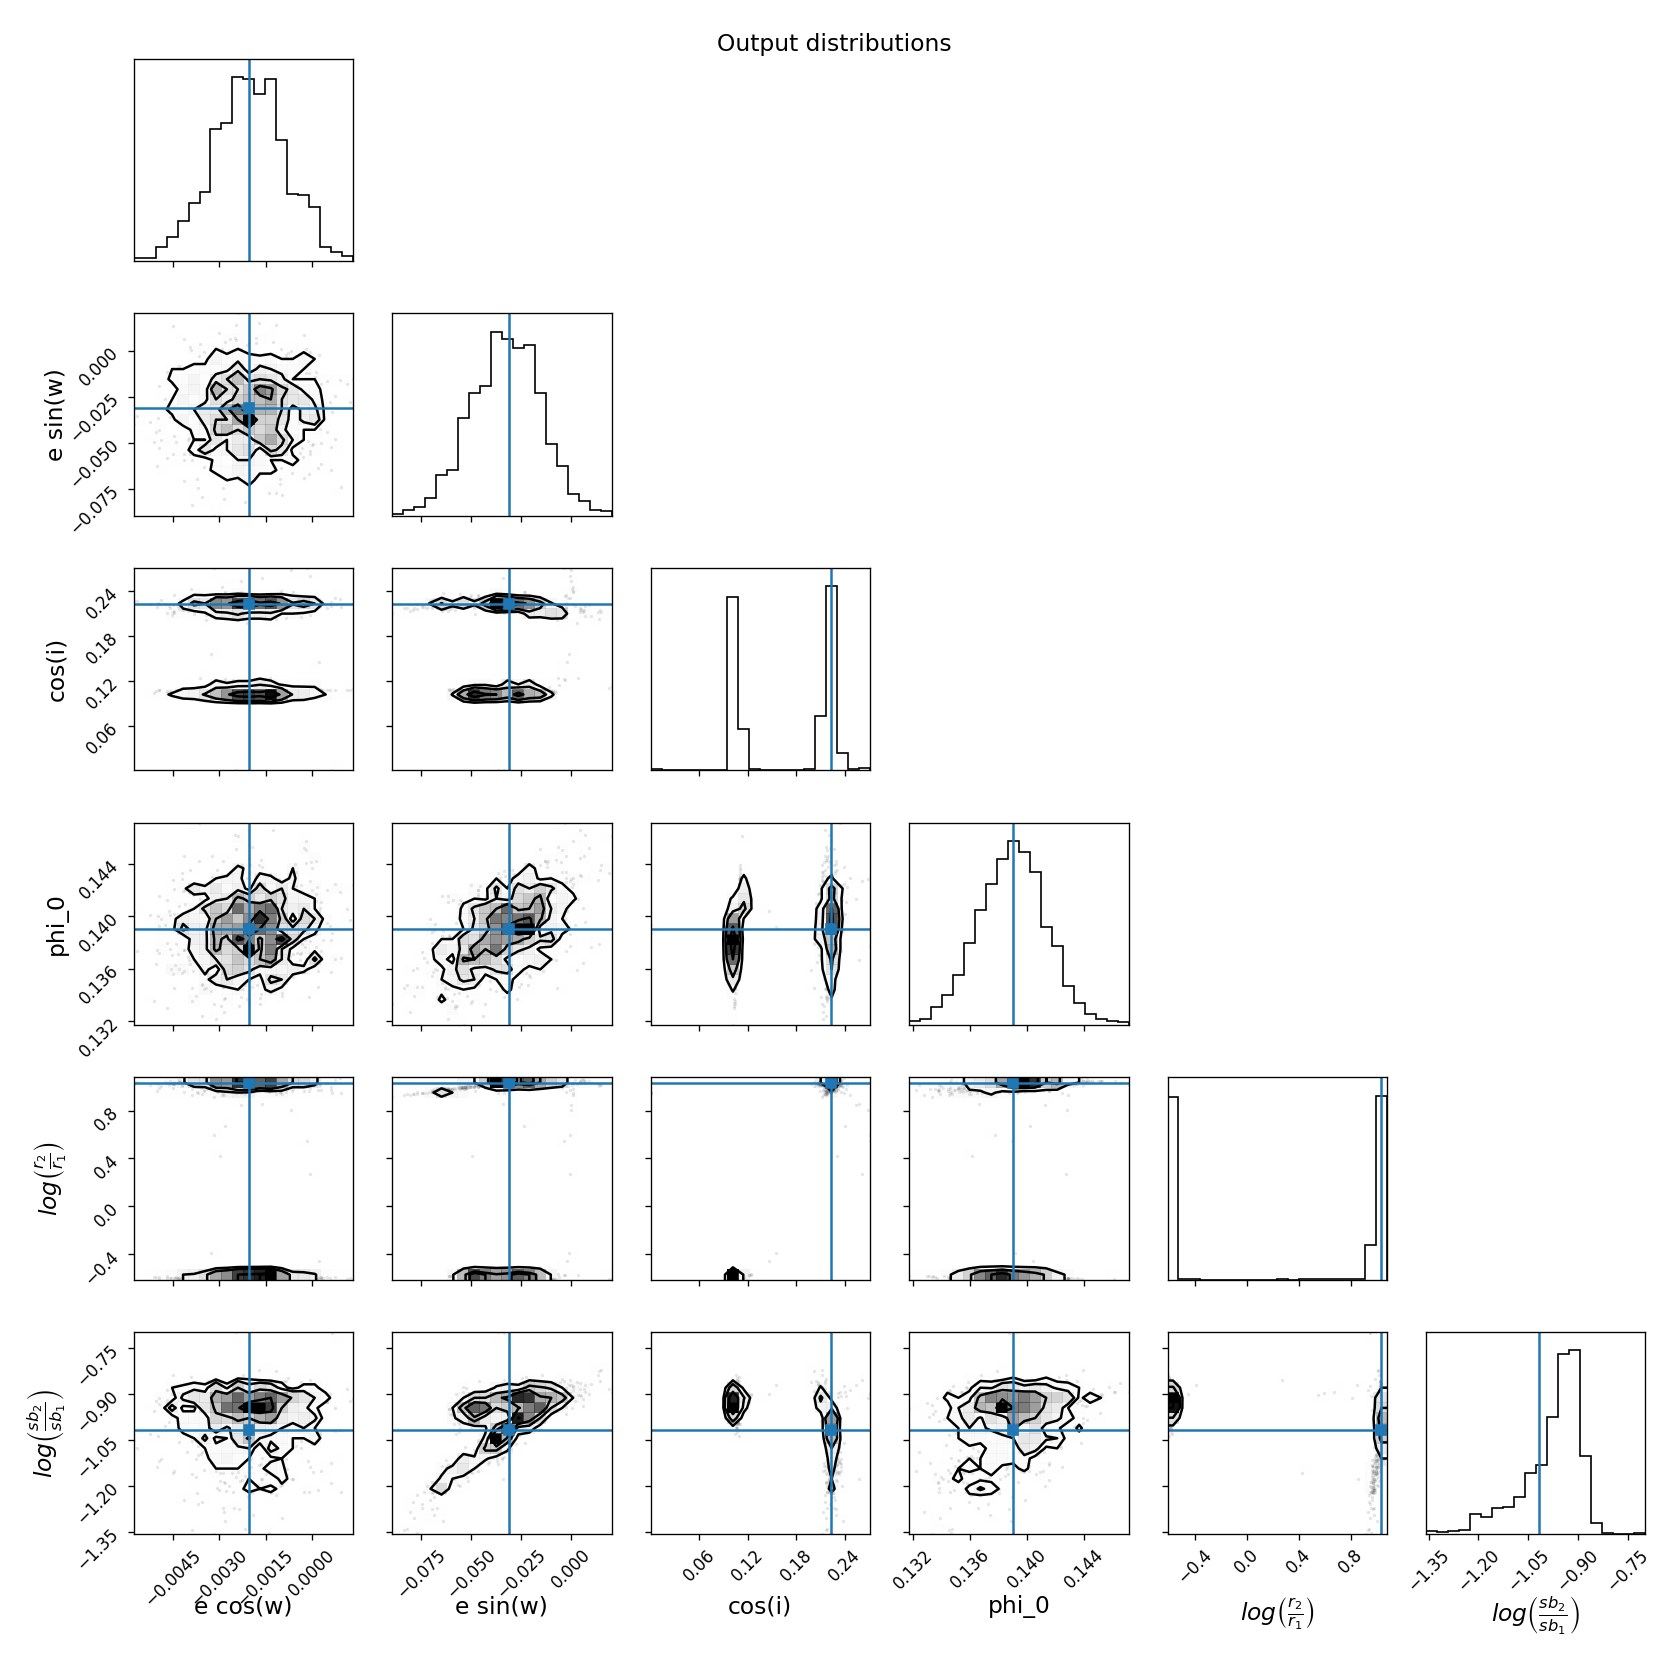 Output distributions
e sin(w)
0.000
−0.025
−0.050
−0.075
cos(i)
0.24
0.18
0.12
0.06
phi_0
0.144
0.140
0.136
0.132
log(r2/r1)
0.8
0.4
0.0
−0.4
log(sb2/sb1)
−0.75
−0.90
−1.05
−1.20
−1.35
−0.0045 −0.0030 −0.0015 0.0000
−0.075 −0.050 −0.025 0.000
0.06 0.12 0.18 0.24
0.132 0.136 0.140 0.144
−0.4 0.0 0.4 0.8
−1.35 −1.20 −1.05 −0.90 −0.75
e cos(w) e sin(w) cos(i) phi_0 log(r2/r1) log(sb2/sb1)